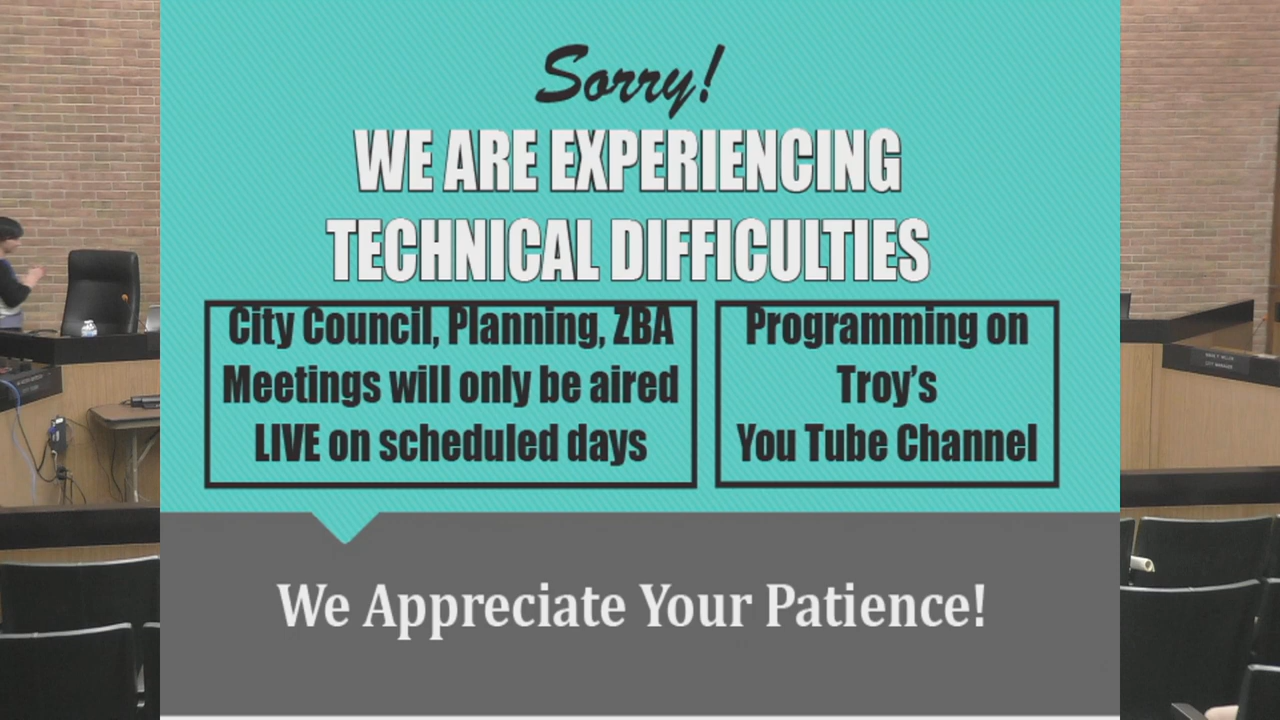 Sorry!
WE ARE EXPERIENCING
TECHNICAL DIFFICULTIES
City Council, Planning, ZBA
Meetings will only be aired
LIVE on scheduled days
Programming on
Troy's
You Tube Channel
We Appreciate Your Patience!